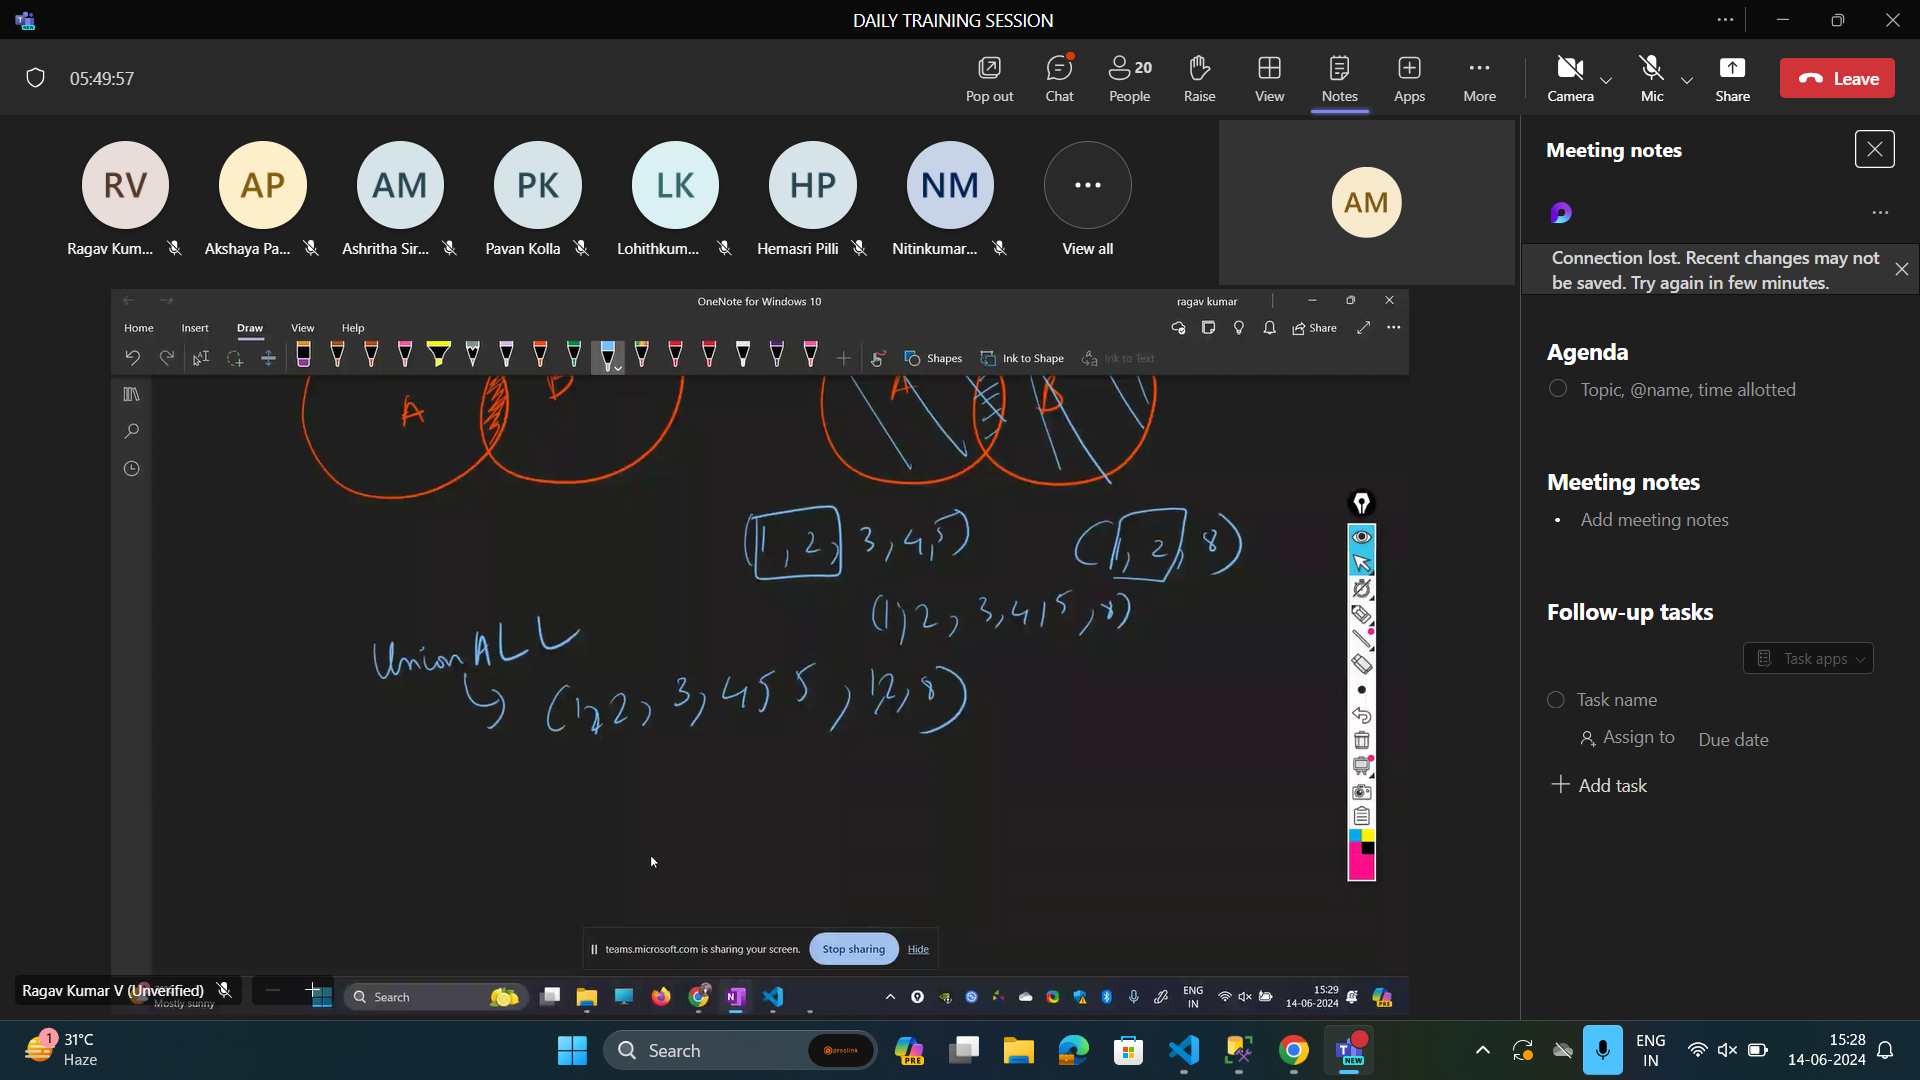 DAILY TRAINING SESSION
05:49:57
Pop out
Chat
People 20
Raise
View
Notes
Apps
More
Camera
Mic
Share
Leave
RV
AP
AM
PK
LK
HP
NM
AM
Ragav Kum...
Akshaya Pa...
Ashritha Sir...
Pavan Kolla
Lohithkum...
Hemasri Pilli
Nitinkumar...
View all
Meeting notes
Connection lost. Recent changes may not
be saved. Try again in few minutes.
Agenda
Topic, @name, time allotted
Meeting notes
Add meeting notes
Follow-up tasks
Task apps
Task name
Assign to
Due date
Add task
OneNote for Windows 10
ragav kumar
Home
Insert
Draw
View
Help
Share
Shapes
Ink to Shape
Ink to Text
A
B
A
B
(1, 2, 3, 4, 5)
(1, 2, 8)
(1, 2, 3, 4, 5, 8)
Union ALL
(1, 2, 3, 4, 5, 1, 2, 8)
teams.microsoft.com is sharing your screen.
Stop sharing
Hide
Ragav Kumar V (Unverified)
Mostly sunny
Search
ENG
IN
15:29
14-06-2024
PRE
1
31°C
Haze
Search
PRE
NEW
ENG
IN
15:28
14-06-2024